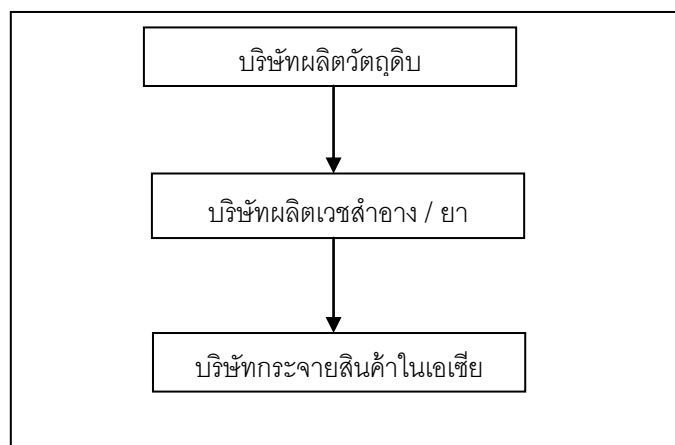 บริษัทผลิตวัตถุดิบ
บริษัทผลิตเวชสำอาง / ยา
บริษัทกระจายสินค้าในเอเซีย